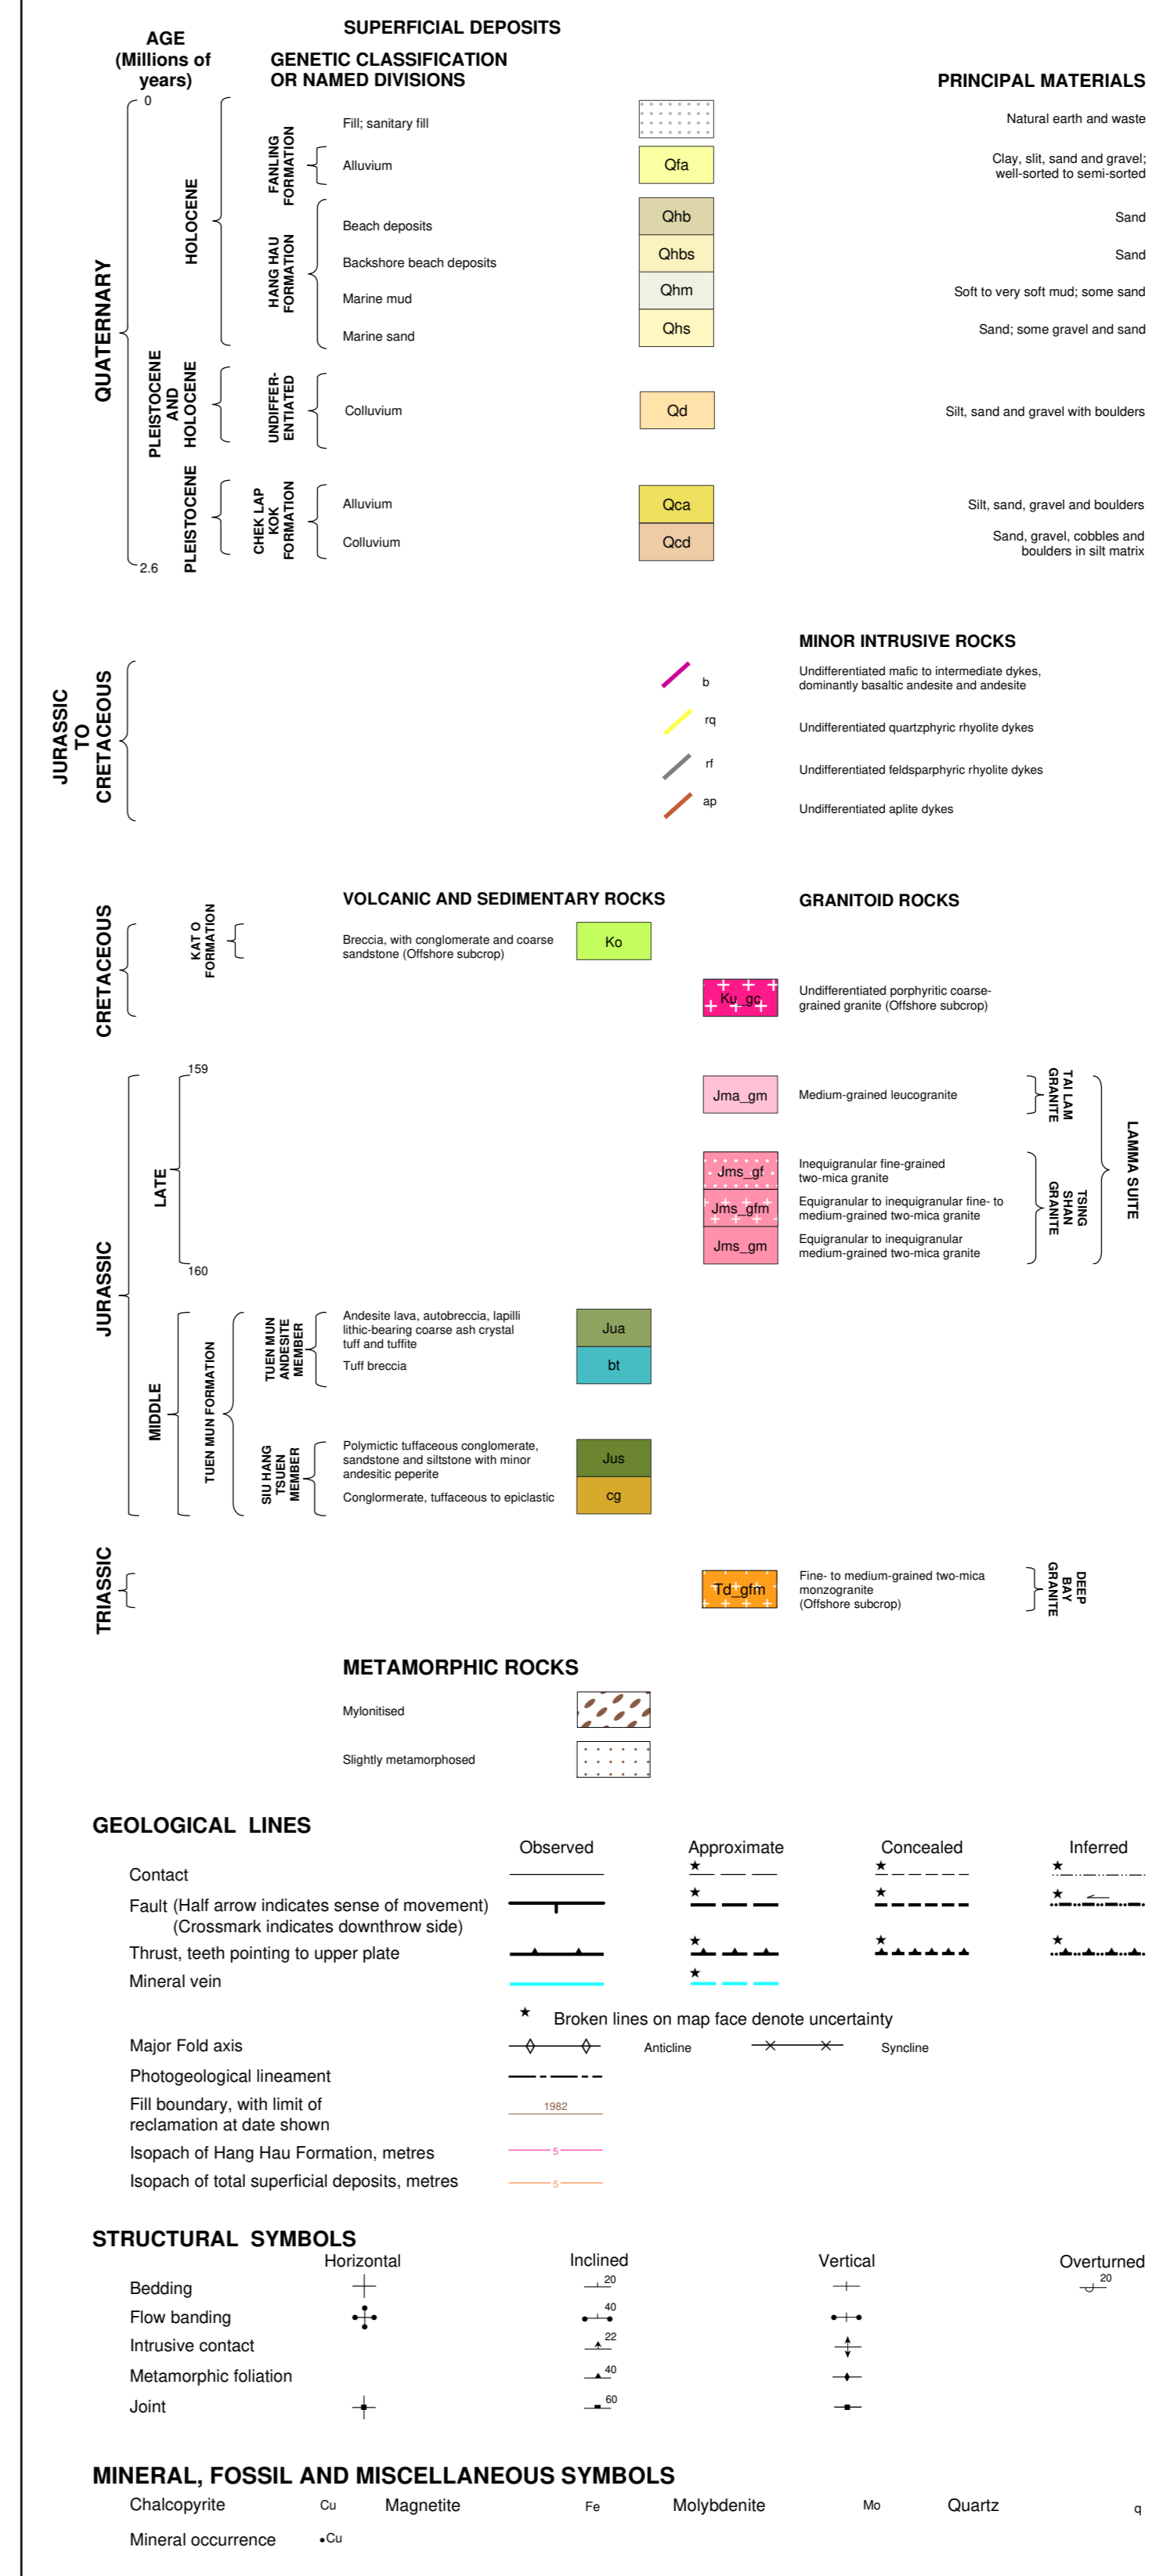 SUPERFICIAL DEPOSITS
AGE
(Millions of
years)
GENETIC CLASSIFICATION
OR NAMED DIVISIONS
PRINCIPAL MATERIALS
0
QUATERNARY
HOLOCENE
Fill; sanitary fill
Natural earth and waste
FANLING
FORMATION
Alluvium
Qfa
Clay, slit, sand and gravel;
well-sorted to semi-sorted
HANG HAU
FORMATION
Beach deposits
Qhb
Sand
Backshore beach deposits
Qhbs
Sand
Marine mud
Qhm
Soft to very soft mud; some sand
Marine sand
Qhs
Sand; some gravel and sand
PLEISTOCENE
AND
HOLOCENE
UNDIFFER-
ENTIATED
Colluvium
Qd
Silt, sand and gravel with boulders
PLEISTOCENE
CHEK LAP
KOK
FORMATION
Alluvium
Qca
Silt, sand, gravel and boulders
Colluvium
Qcd
Sand, gravel, cobbles and
boulders in silt matrix
2.6
MINOR INTRUSIVE ROCKS
JURASSIC
TO
CRETACEOUS
b
Undifferentiated mafic to intermediate dykes,
dominantly basaltic andesite and andesite
rq
Undifferentiated quartzphyric rhyolite dykes
rf
Undifferentiated feldsparphyric rhyolite dykes
ap
Undifferentiated aplite dykes
VOLCANIC AND SEDIMENTARY ROCKS
GRANITOID ROCKS
CRETACEOUS
KAT O
FORMATION
Breccia, with conglomerate and coarse
sandstone (Offshore subcrop)
Ko
Ku_gc
Undifferentiated porphyritic coarse-
grained granite (Offshore subcrop)
JURASSIC
LATE
159
Jma_gm
Medium-grained leucogranite
TAI LAM
GRANITE
LAMMA SUITE
Jms_gf
Inequigranular fine-grained
two-mica granite
Jms_gfm
Equigranular to inequigranular fine- to
medium-grained two-mica granite
Jms_gm
Equigranular to inequigranular
medium-grained two-mica granite
TSING
SHAN
GRANITE
160
MIDDLE
TUEN MUN FORMATION
TUEN MUN
ANDESITE
MEMBER
Andesite lava, autobreccia, lapilli
lithic-bearing coarse ash crystal
tuff and tuffite
Jua
Tuff breccia
bt
SIU HANG
TSUEN
MEMBER
Polymictic tuffaceous conglomerate,
sandstone and siltstone with minor
andesitic peperite
Jus
Conglormerate, tuffaceous to epiclastic
cg
TRIASSIC
Td_gfm
Fine- to medium-grained two-mica
monzogranite
(Offshore subcrop)
DEEP
BAY
GRANITE
METAMORPHIC ROCKS
Mylonitised
Slightly metamorphosed
GEOLOGICAL LINES
Observed Approximate Concealed Inferred
Contact ★ ★ ★
Fault (Half arrow indicates sense of movement) ★ ★ ★
(Crossmark indicates downthrow side)
Thrust, teeth pointing to upper plate ★ ★ ★
Mineral vein ★
★ Broken lines on map face denote uncertainty
Major Fold axis Anticline Syncline
Photogeological lineament
Fill boundary, with limit of 1982
reclamation at date shown
Isopach of Hang Hau Formation, metres 5
Isopach of total superficial deposits, metres 5
STRUCTURAL SYMBOLS
Horizontal Inclined Vertical Overturned
Bedding 20 20
Flow banding 40
Intrusive contact 22
Metamorphic foliation 40
Joint 60
MINERAL, FOSSIL AND MISCELLANEOUS SYMBOLS
Chalcopyrite Cu Magnetite Fe Molybdenite Mo Quartz q
Mineral occurrence •Cu